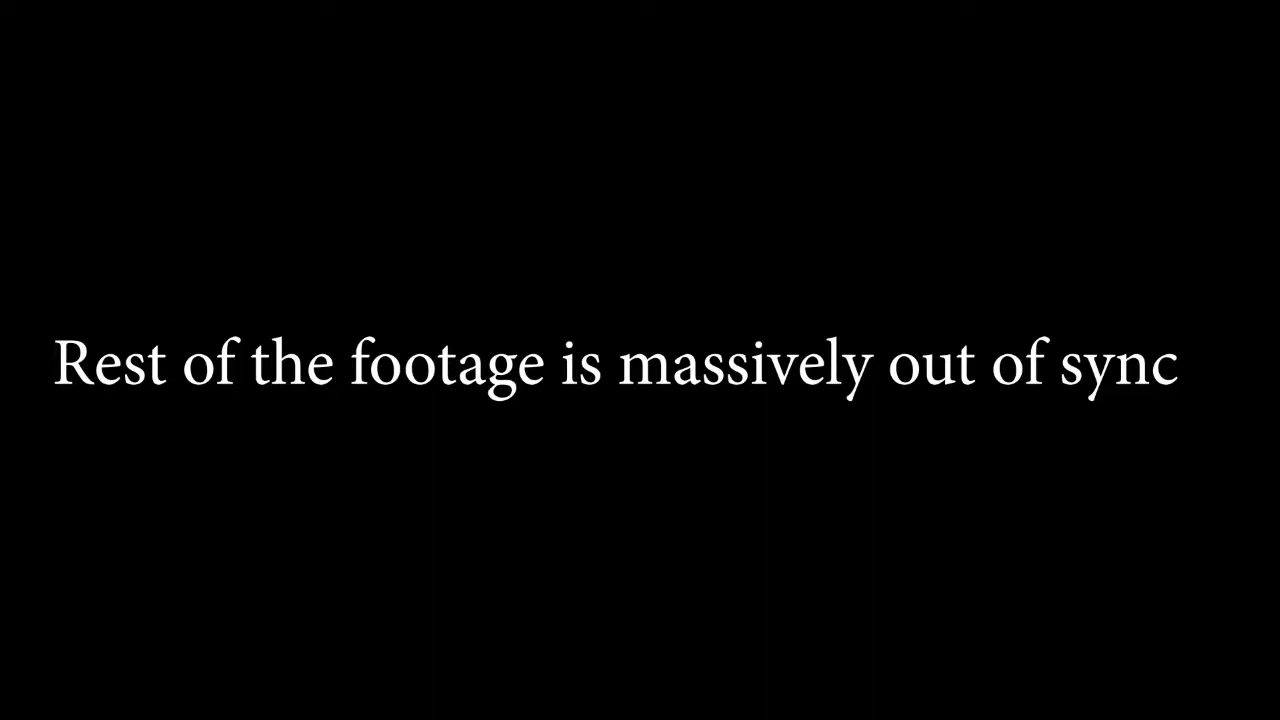 Rest of the footage is massively out of sync